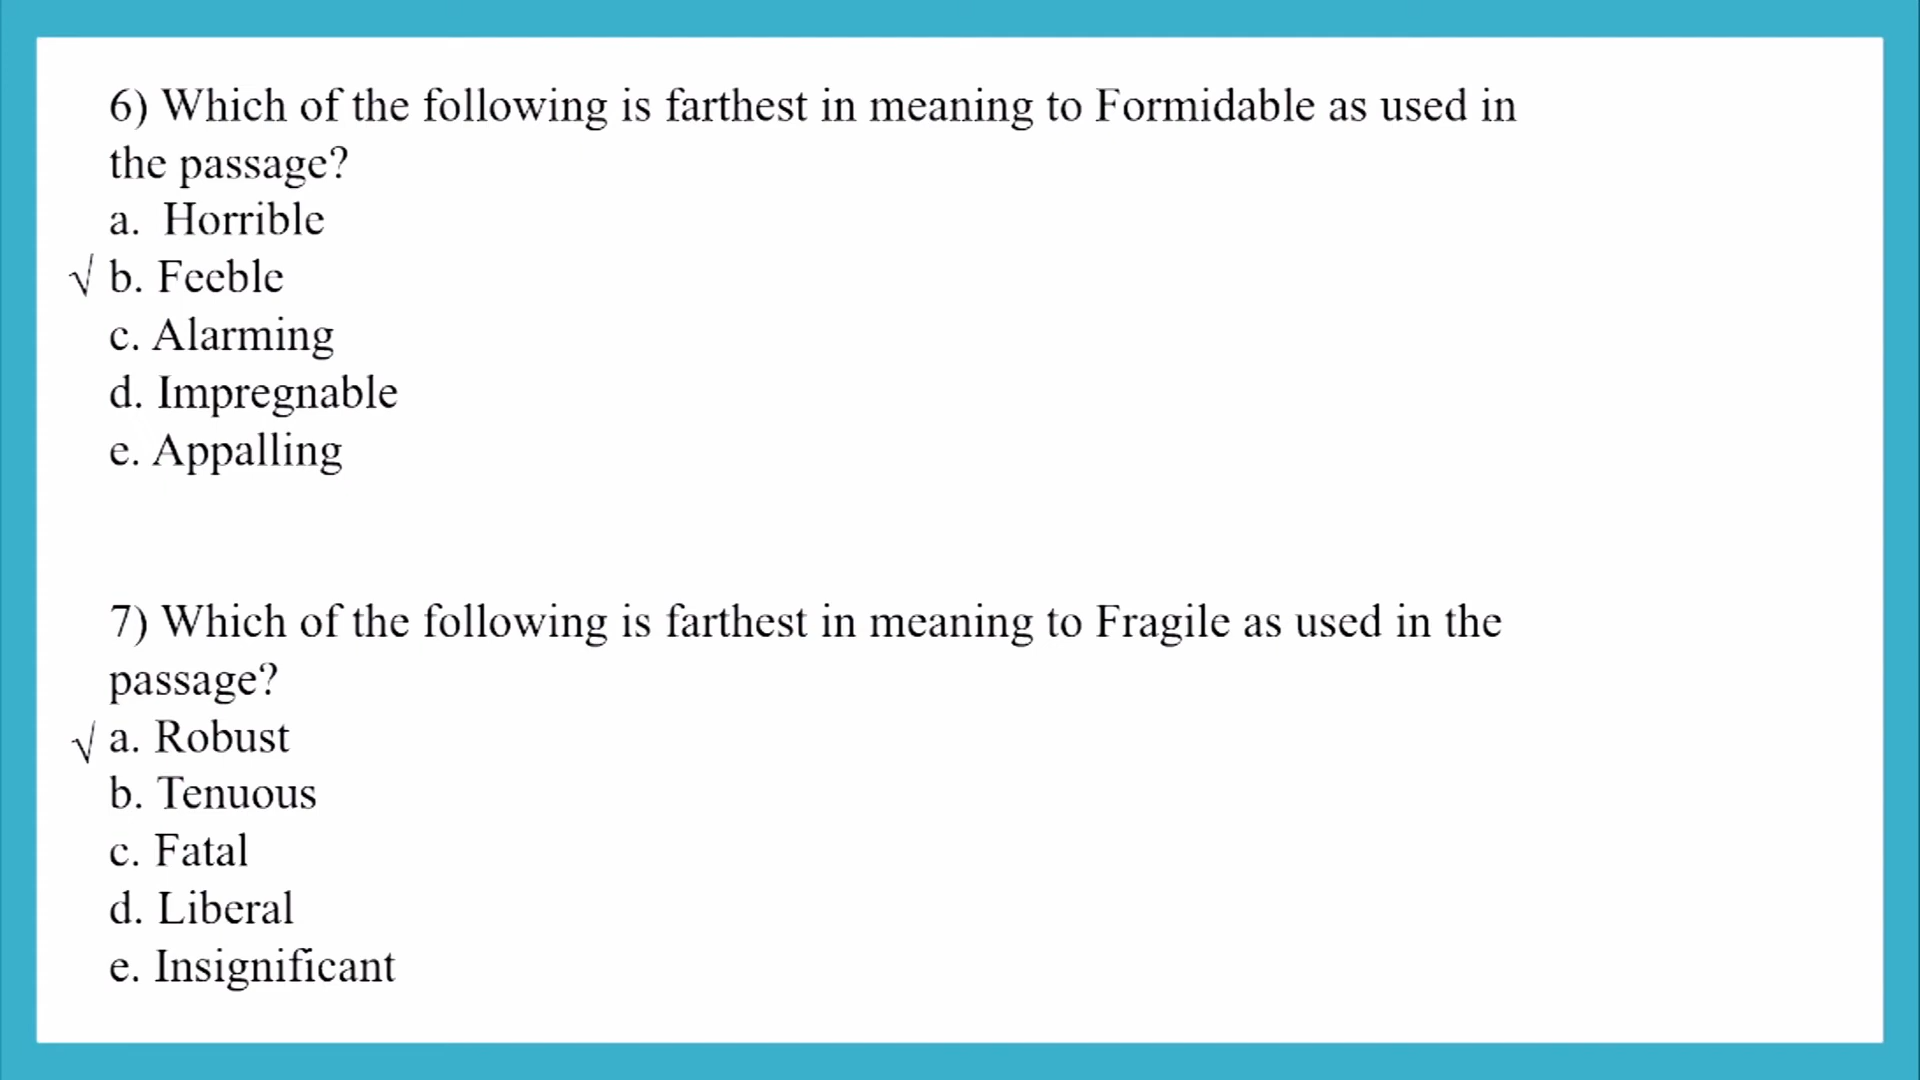 6) Which of the following is farthest in meaning to Formidable as used in
the passage?
a. Horrible
√ b. Feeble
c. Alarming
d. Impregnable
e. Appalling
7) Which of the following is farthest in meaning to Fragile as used in the
passage?
√ a. Robust
b. Tenuous
c. Fatal
d. Liberal
e. Insignificant